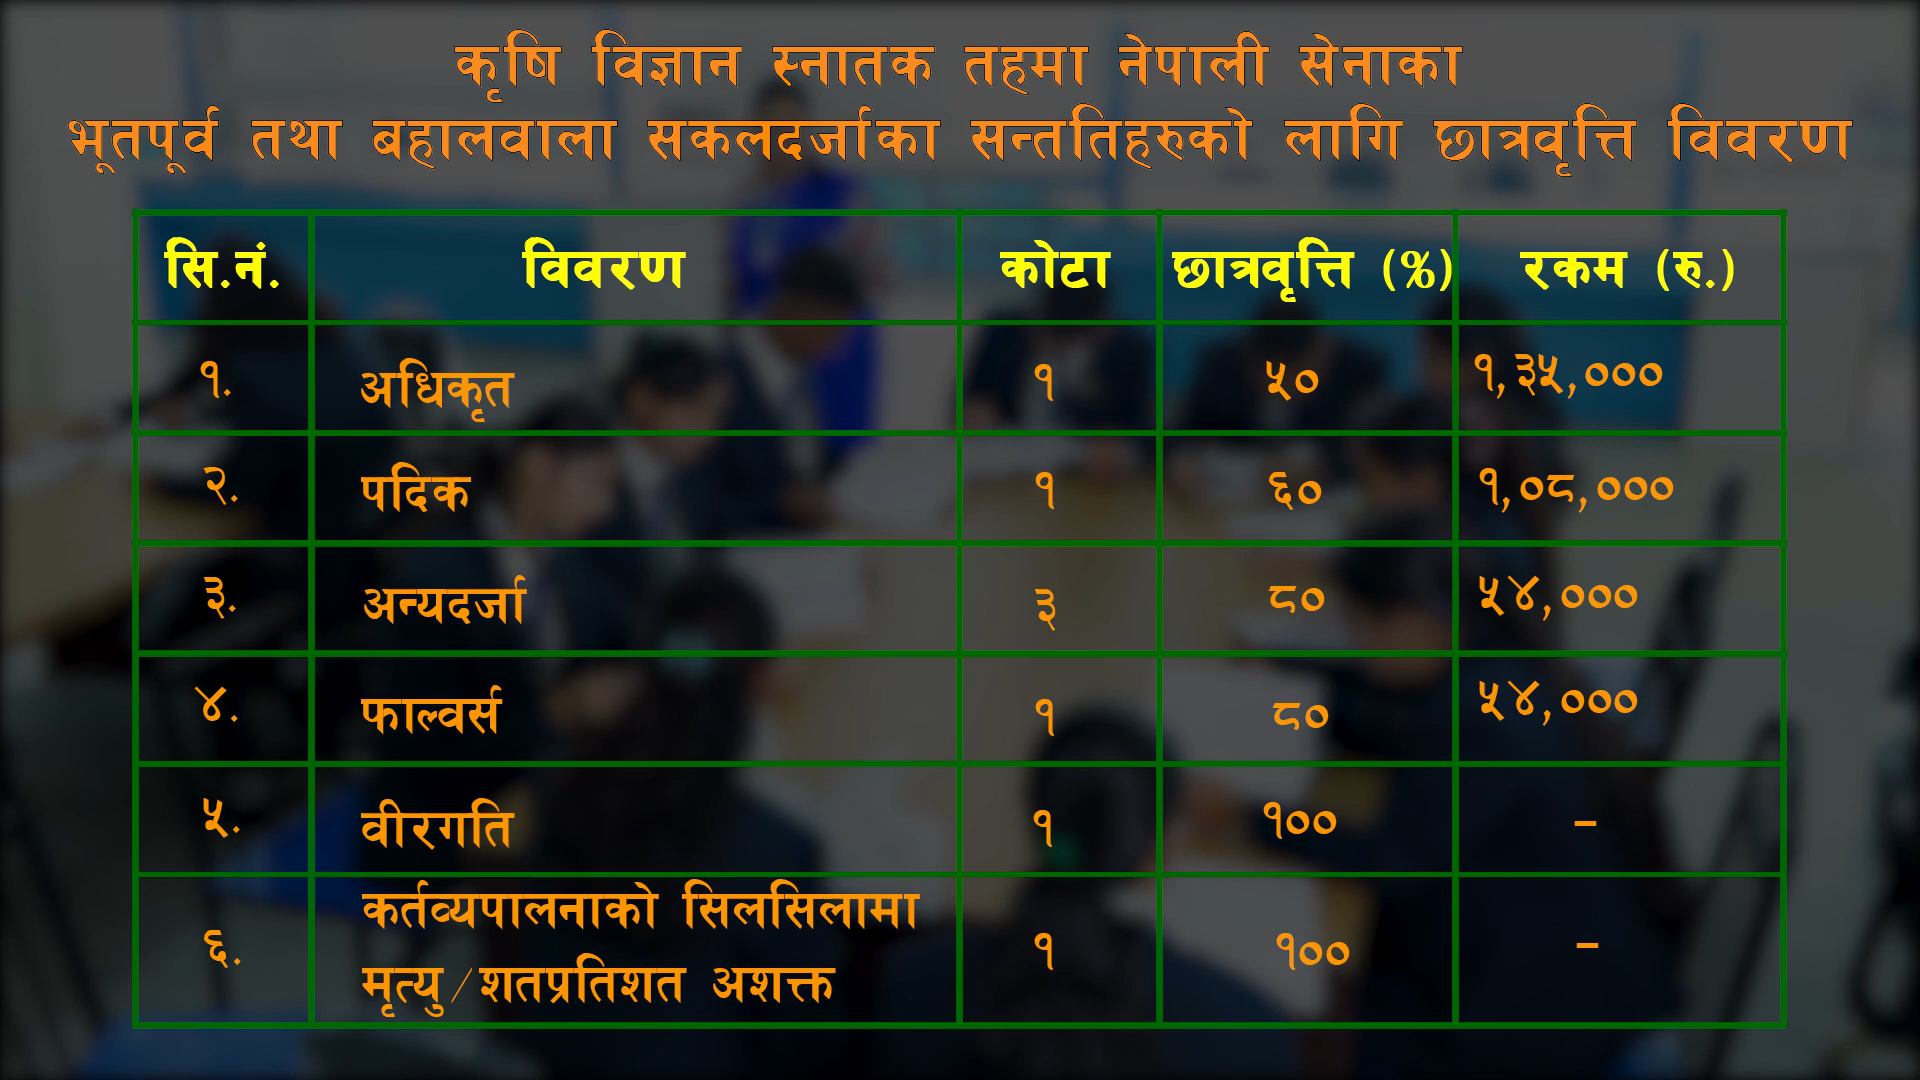 कृषि विज्ञान स्नातक तहमा नेपाली सेनाका
भूतपूर्व तथा बहालवाला सकलदर्जाका सन्ततिहरुको लागि छात्रवृत्ति विवरण
सि.नं. विवरण कोटा छात्रवृत्ति (%) रकम (रु.)
१. अधिकृत १ ५० १,३५,०००
२. पदिक १ ६० १,०८,०००
३. अन्यदर्जा ३ ८० ५४,०००
४. फाल्वर्स १ ८० ५४,०००
५. वीरगति १ १०० –
६. कर्तव्यपालनाको सिलसिलामा
मृत्यु/शतप्रतिशत अशक्त १ १०० –